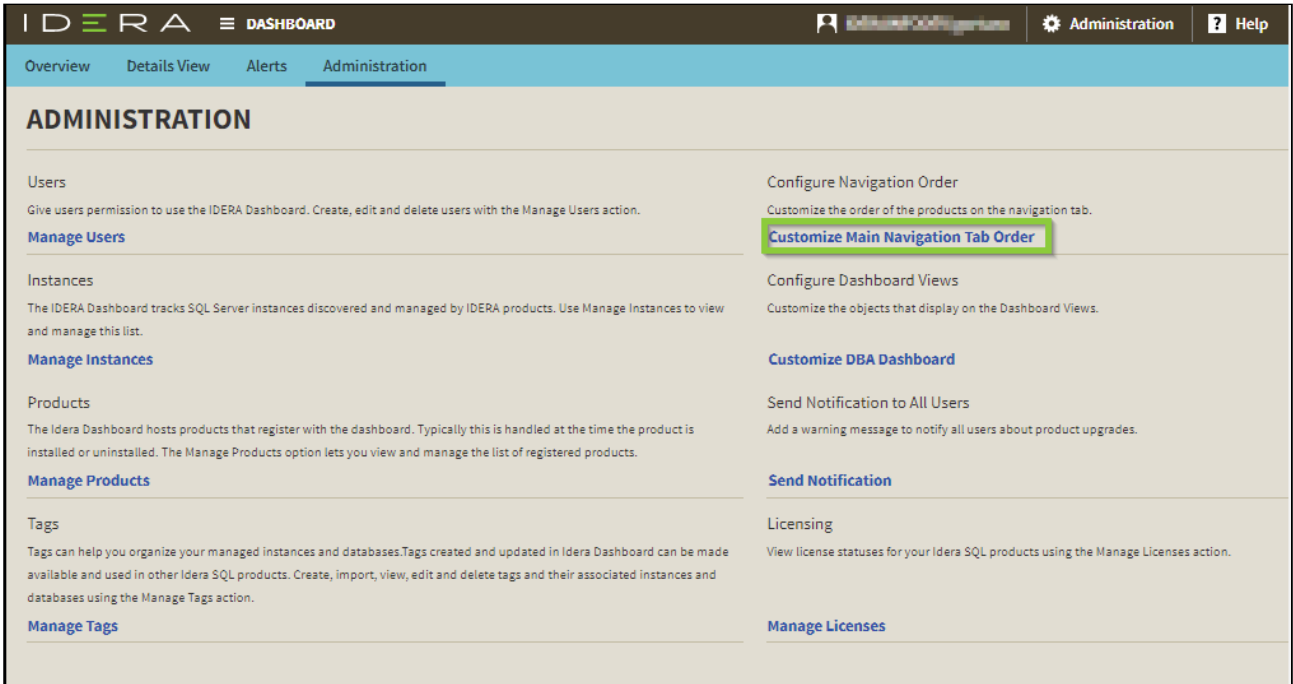 IDERA DASHBOARD Administration ? Help
Overview Details View Alerts Administration
ADMINISTRATION
Users
Give users permission to use the IDERA Dashboard. Create, edit and delete users with the Manage Users action.
Manage Users
Instances
The IDERA Dashboard tracks SQL Server instances discovered and managed by IDERA products. Use Manage Instances to view
and manage this list.
Manage Instances
Products
The Idera Dashboard hosts products that register with the dashboard. Typically this is handled at the time the product is
installed or uninstalled. The Manage Products option lets you view and manage the list of registered products.
Manage Products
Tags
Tags can help you organize your managed instances and databases.Tags created and updated in Idera Dashboard can be made
available and used in other Idera SQL products. Create, import, view, edit and delete tags and their associated instances and
databases using the Manage Tags action.
Manage Tags
Configure Navigation Order
Customize the order of the products on the navigation tab.
Customize Main Navigation Tab Order
Configure Dashboard Views
Customize the objects that display on the Dashboard Views.
Customize DBA Dashboard
Send Notification to All Users
Add a warning message to notify all users about product upgrades.
Send Notification
Licensing
View license statuses for your Idera SQL products using the Manage Licenses action.
Manage Licenses